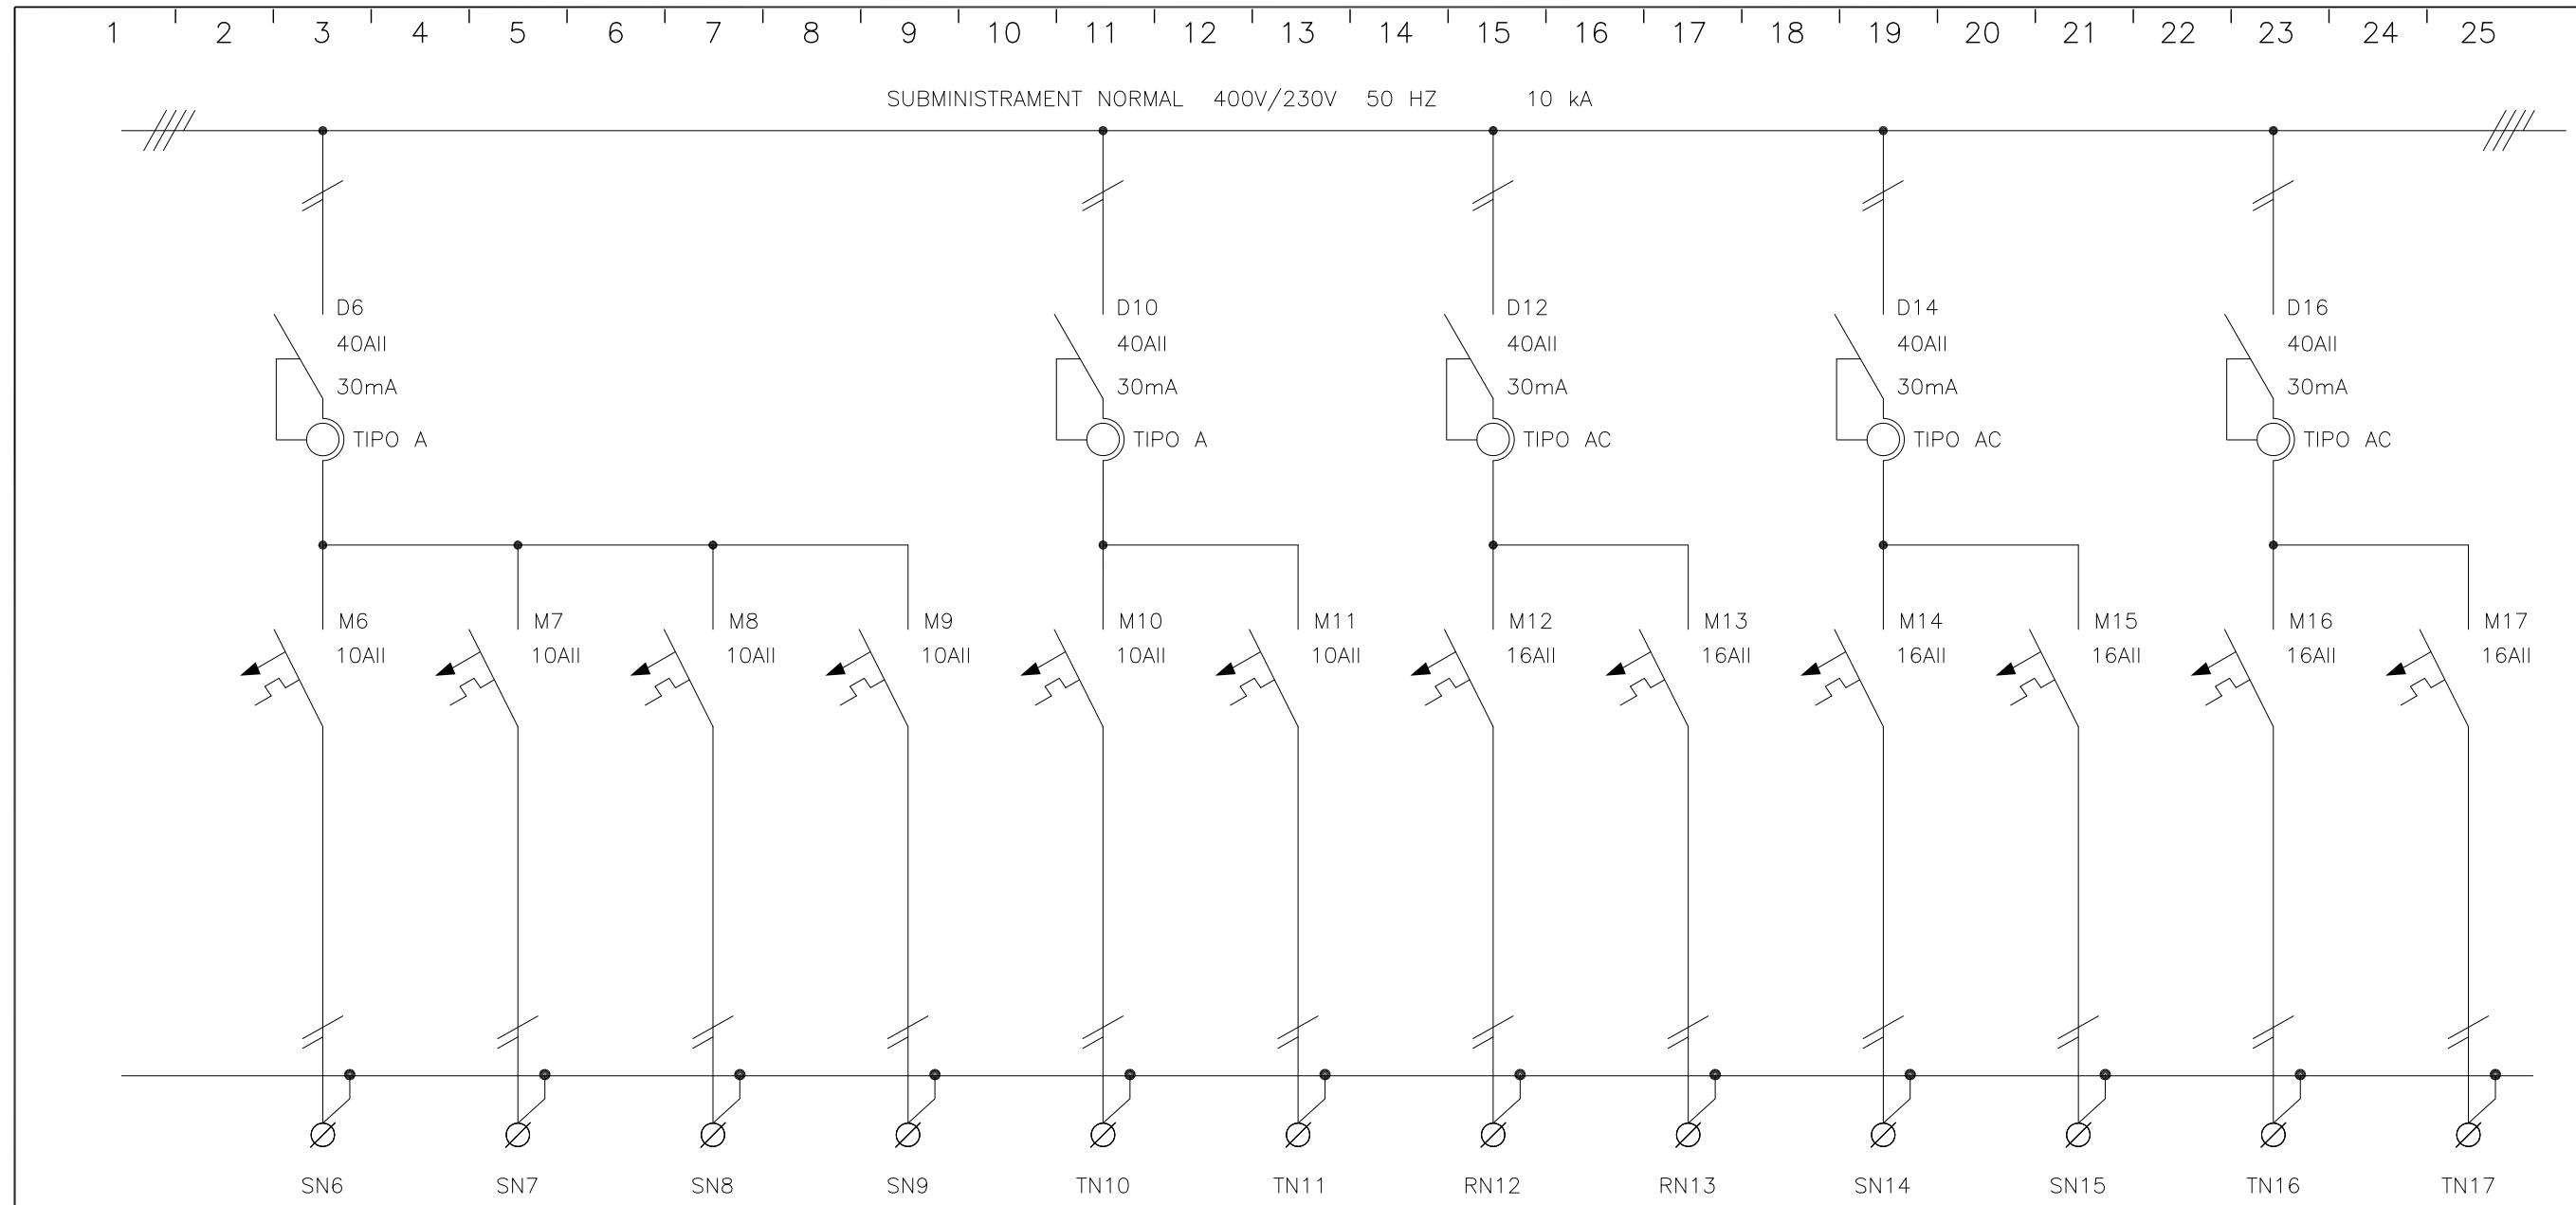 1 2 3 4 5 6 7 8 9 10 11 12 13 14 15 16 17 18 19 20 21 22 23 24 25
SUBMINISTRAMENT NORMAL 400V/230V 50 HZ 10 kA
D6 D10 D12 D14 D16
40AII 40AII 40AII 40AII 40AII
30mA 30mA 30mA 30mA 30mA
TIPO A TIPO A TIPO AC TIPO AC TIPO AC
M6 M7 M8 M9 M10 M11 M12 M13 M14 M15 M16 M17
10AII 10AII 10AII 10AII 10AII 10AII 16AII 16AII 16AII 16AII 16AII 16AII
SN6 SN7 SN8 SN9 TN10 TN11 RN12 RN13 SN14 SN15 TN16 TN17